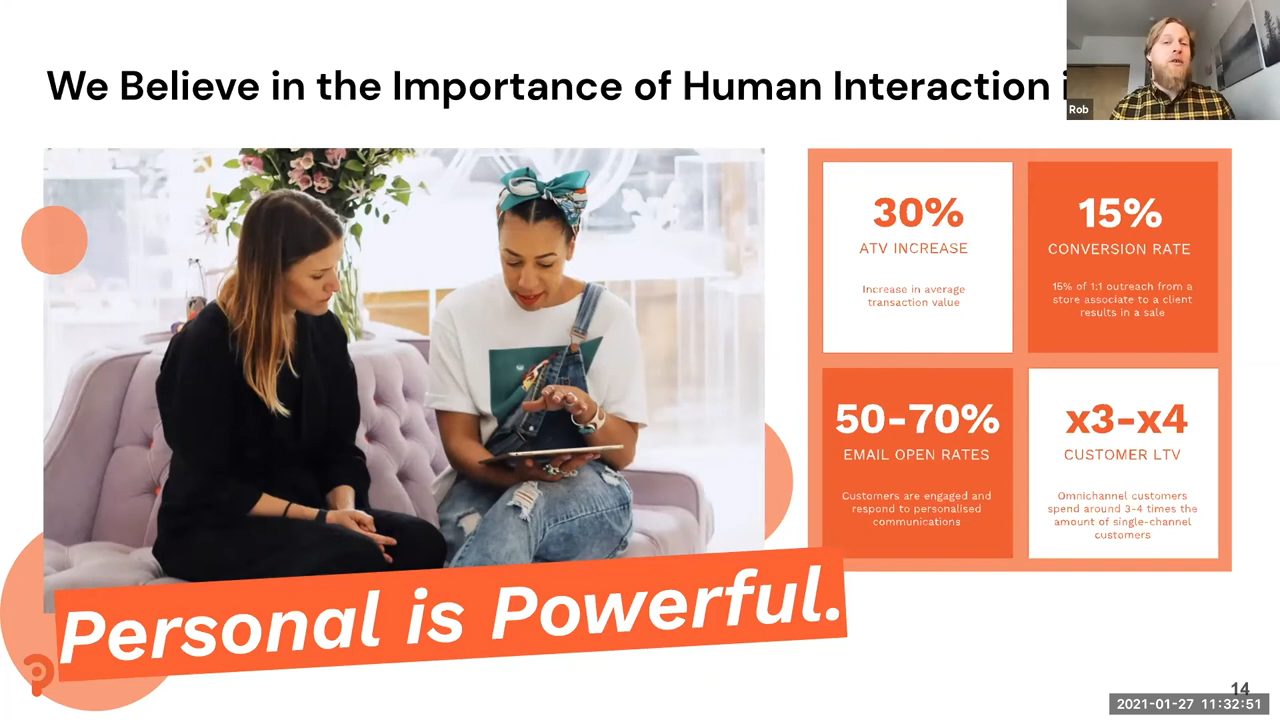 We Believe in the Importance of Human Interaction
Rob
30%
ATV INCREASE
Increase in average
transaction value
15%
CONVERSION RATE
15% of 1:1 outreach from a
store associate to a client
results in a sale
50-70%
EMAIL OPEN RATES
Customers are engaged and
respond to personalised
communications
x3-x4
CUSTOMER LTV
Omnichannel customers
spend around 3-4 times the
amount of single-channel
customers
Personal is Powerful.
14
2021-01-27 11:32:51